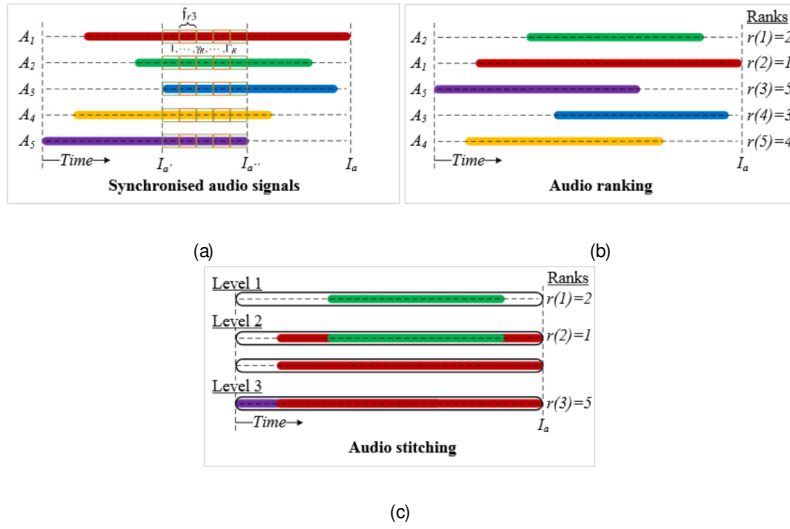 Ranks
A1
A2
A3
A4
A5
Time
Ia'
Ia''
Ia
Synchronised audio signals
A2 r(1)=2
A1 r(2)=1
A5 r(3)=5
A3 r(4)=3
A4 r(5)=4
Time
Ia
Audio ranking
(a)
(b)
Ranks
Level 1
r(1)=2
Level 2
r(2)=1
Level 3
r(3)=5
Time
Ia
Audio stitching
(c)